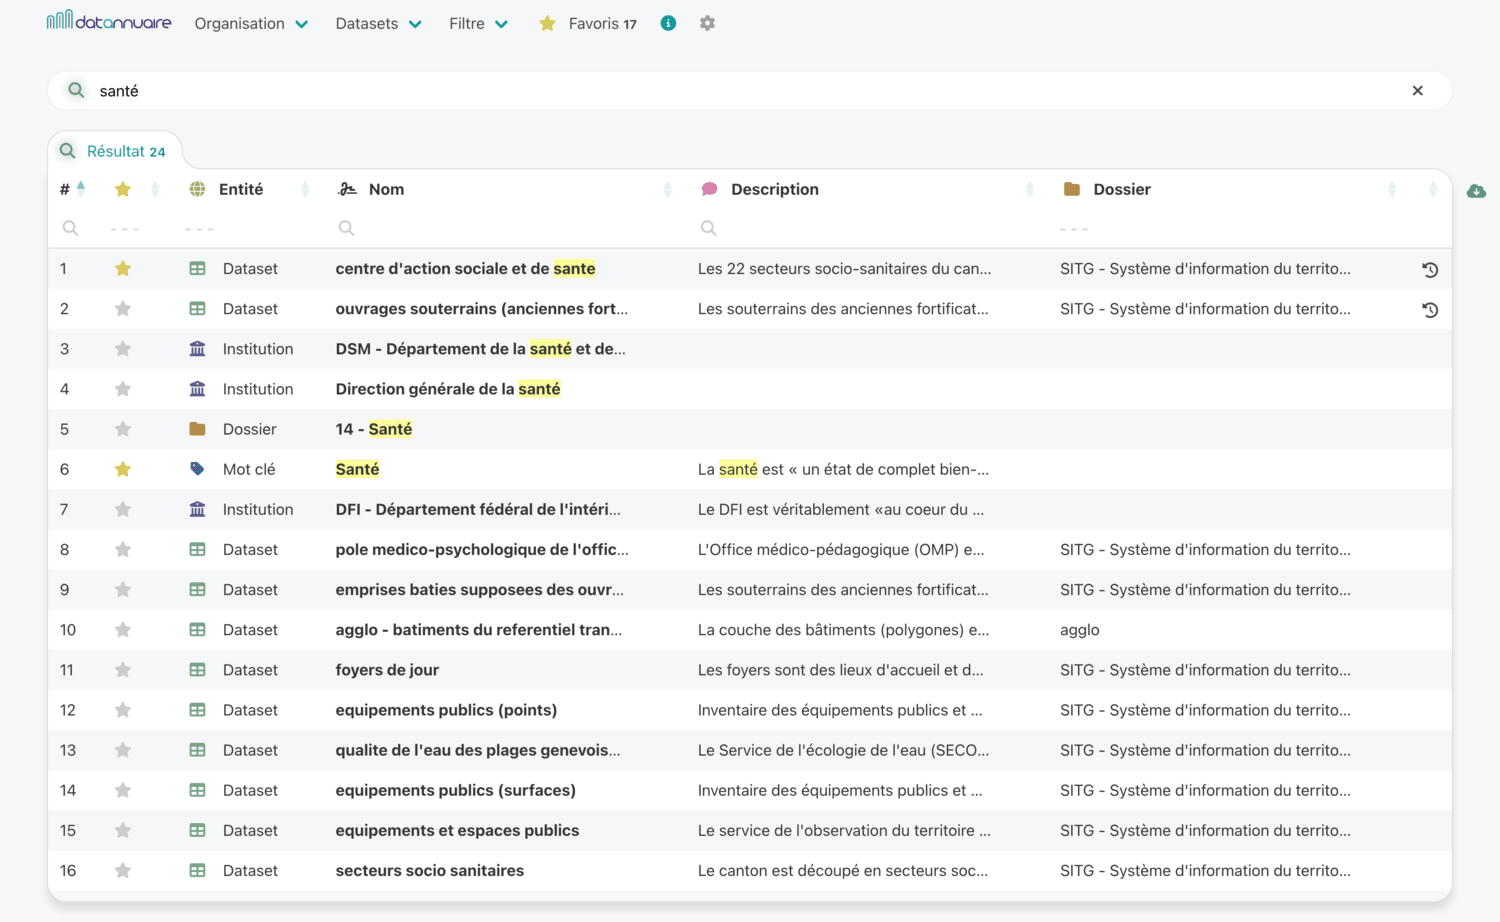 datannuaire Organisation Datasets Filtre Favoris 17
santé
Résultat 24
# Entité Nom Description Dossier
--- --- ---
1 Dataset centre d'action sociale et de sante Les 22 secteurs socio-sanitaires du can... SITG - Système d'information du territo...
2 Dataset ouvrages souterrains (anciennes fort... Les souterrains des anciennes fortificat... SITG - Système d'information du territo...
3 Institution DSM - Département de la santé et de...
4 Institution Direction générale de la santé
5 Dossier 14 - Santé
6 Mot clé Santé La santé est « un état de complet bien-...
7 Institution DFI - Département fédéral de l'intéri... Le DFI est véritablement «au coeur du ...
8 Dataset pole medico-psychologique de l'offic... L'Office médico-pédagogique (OMP) e... SITG - Système d'information du territo...
9 Dataset emprises baties supposees des ouvr... Les souterrains des anciennes fortificat... SITG - Système d'information du territo...
10 Dataset agglo - batiments du referentiel tran... La couche des bâtiments (polygones) e... agglo
11 Dataset foyers de jour Les foyers sont des lieux d'accueil et d... SITG - Système d'information du territo...
12 Dataset equipements publics (points) Inventaire des équipements publics et ... SITG - Système d'information du territo...
13 Dataset qualite de l'eau des plages genevois... Le Service de l'écologie de l'eau (SECO... SITG - Système d'information du territo...
14 Dataset equipements publics (surfaces) Inventaire des équipements publics et ... SITG - Système d'information du territo...
15 Dataset equipements et espaces publics Le service de l'observation du territoire ... SITG - Système d'information du territo...
16 Dataset secteurs socio sanitaires Le canton est découpé en secteurs soc... SITG - Système d'information du territo...